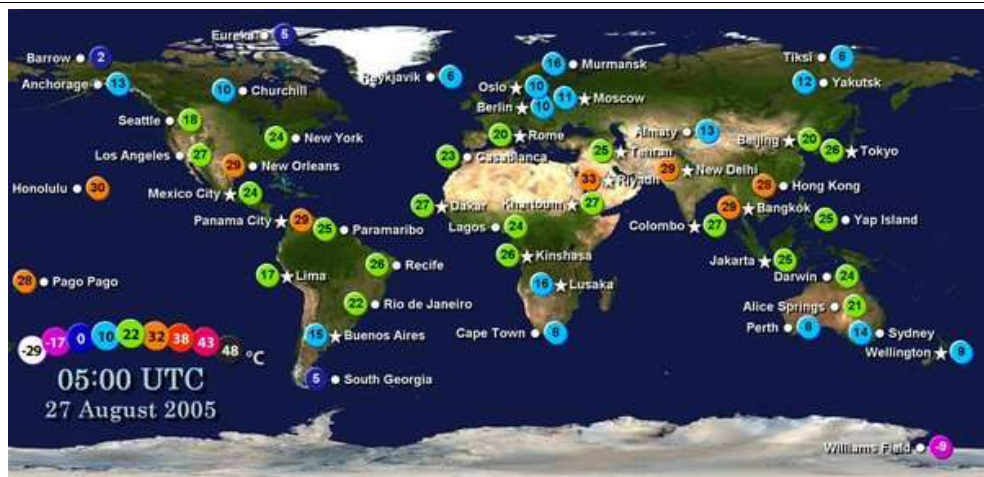 Eureka 5
Barrow 2
Tiksi 6
16 Murmansk
Reykjavik 6
Anchorage 13
10 Churchill
Oslo 10
12 Yakutsk
Berlin 10
11 Moscow
Seattle 18
24 New York
20 Rome
Almaty 13
Beijing 20
Los Angeles 27
23 Casablanca
25 Tehran
26 Tokyo
29 New Orleans
33 Riyadh
29 New Delhi
Honolulu 30
Mexico City 24
28 Hong Kong
27 Dakar
Khartoum 27
29 Bangkok
Panama City 29
25 Paramaribo
Lagos 24
Colombo 27
25 Yap Island
26 Recife
26 Kinshasa
Jakarta 25
28 Pago Pago
17 Lima
16 Lusaka
Darwin 24
22 Rio de Janeiro
Alice Springs 21
15 Buenos Aires
Cape Town 8
Perth 8
14 Sydney
Wellington 9
-29 -17 0 10 22 32 38 43 48 °C
05:00 UTC
27 August 2005
5 South Georgia
Williams Field -9